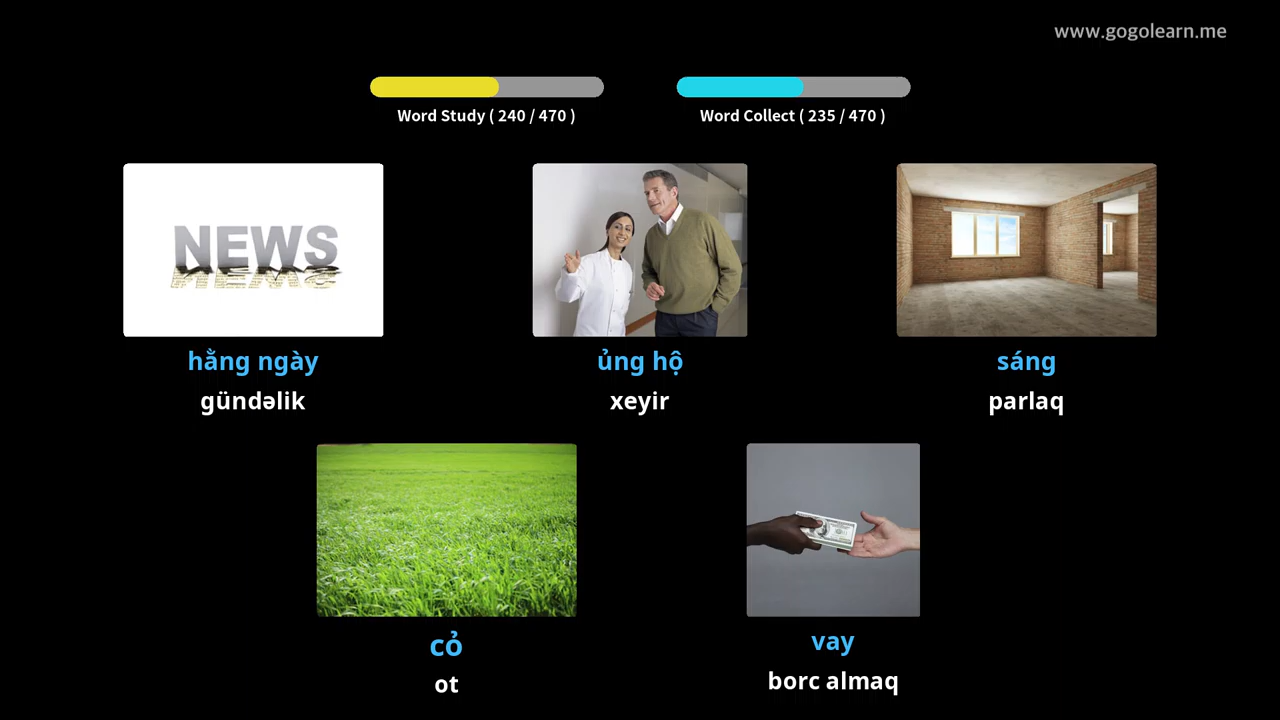 www.gogolearn.me
Word Study ( 240 / 470 )
Word Collect ( 235 / 470 )
NEWS
hằng ngày
gündəlik
ủng hộ
xeyir
sáng
parlaq
cỏ
ot
vay
borc almaq